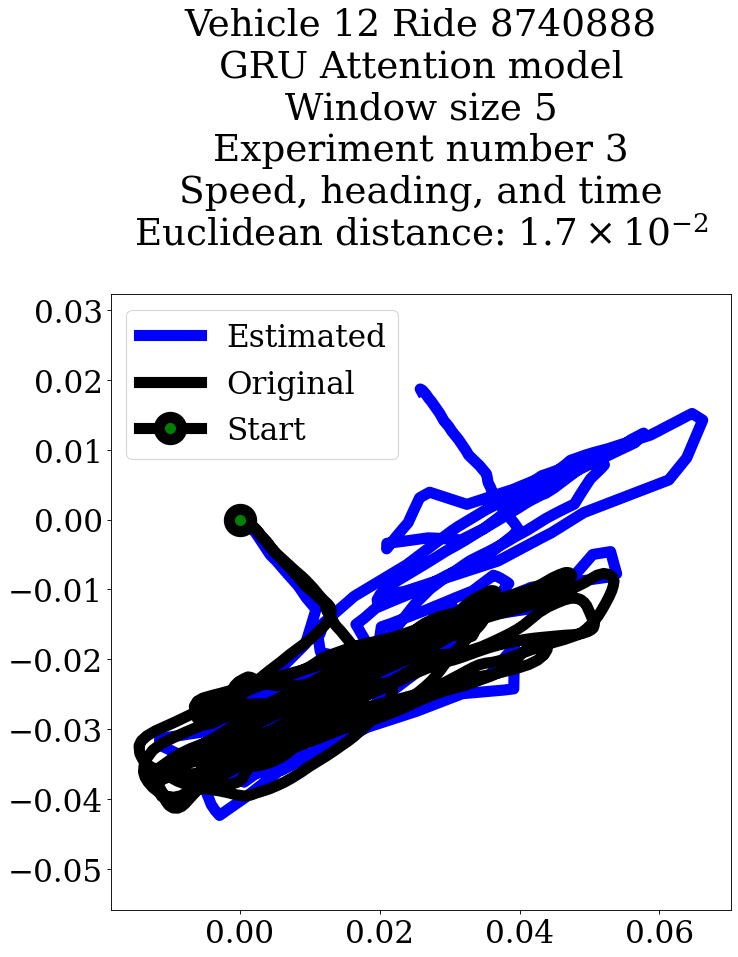 Vehicle 12 Ride 8740888
GRU Attention model
Window size 5
Experiment number 3
Speed, heading, and time
Euclidean distance: 1.7 × 10⁻²
Estimated
Original
Start
0.03
0.02
0.01
0.00
−0.01
−0.02
−0.03
−0.04
−0.05
0.00 0.02 0.04 0.06